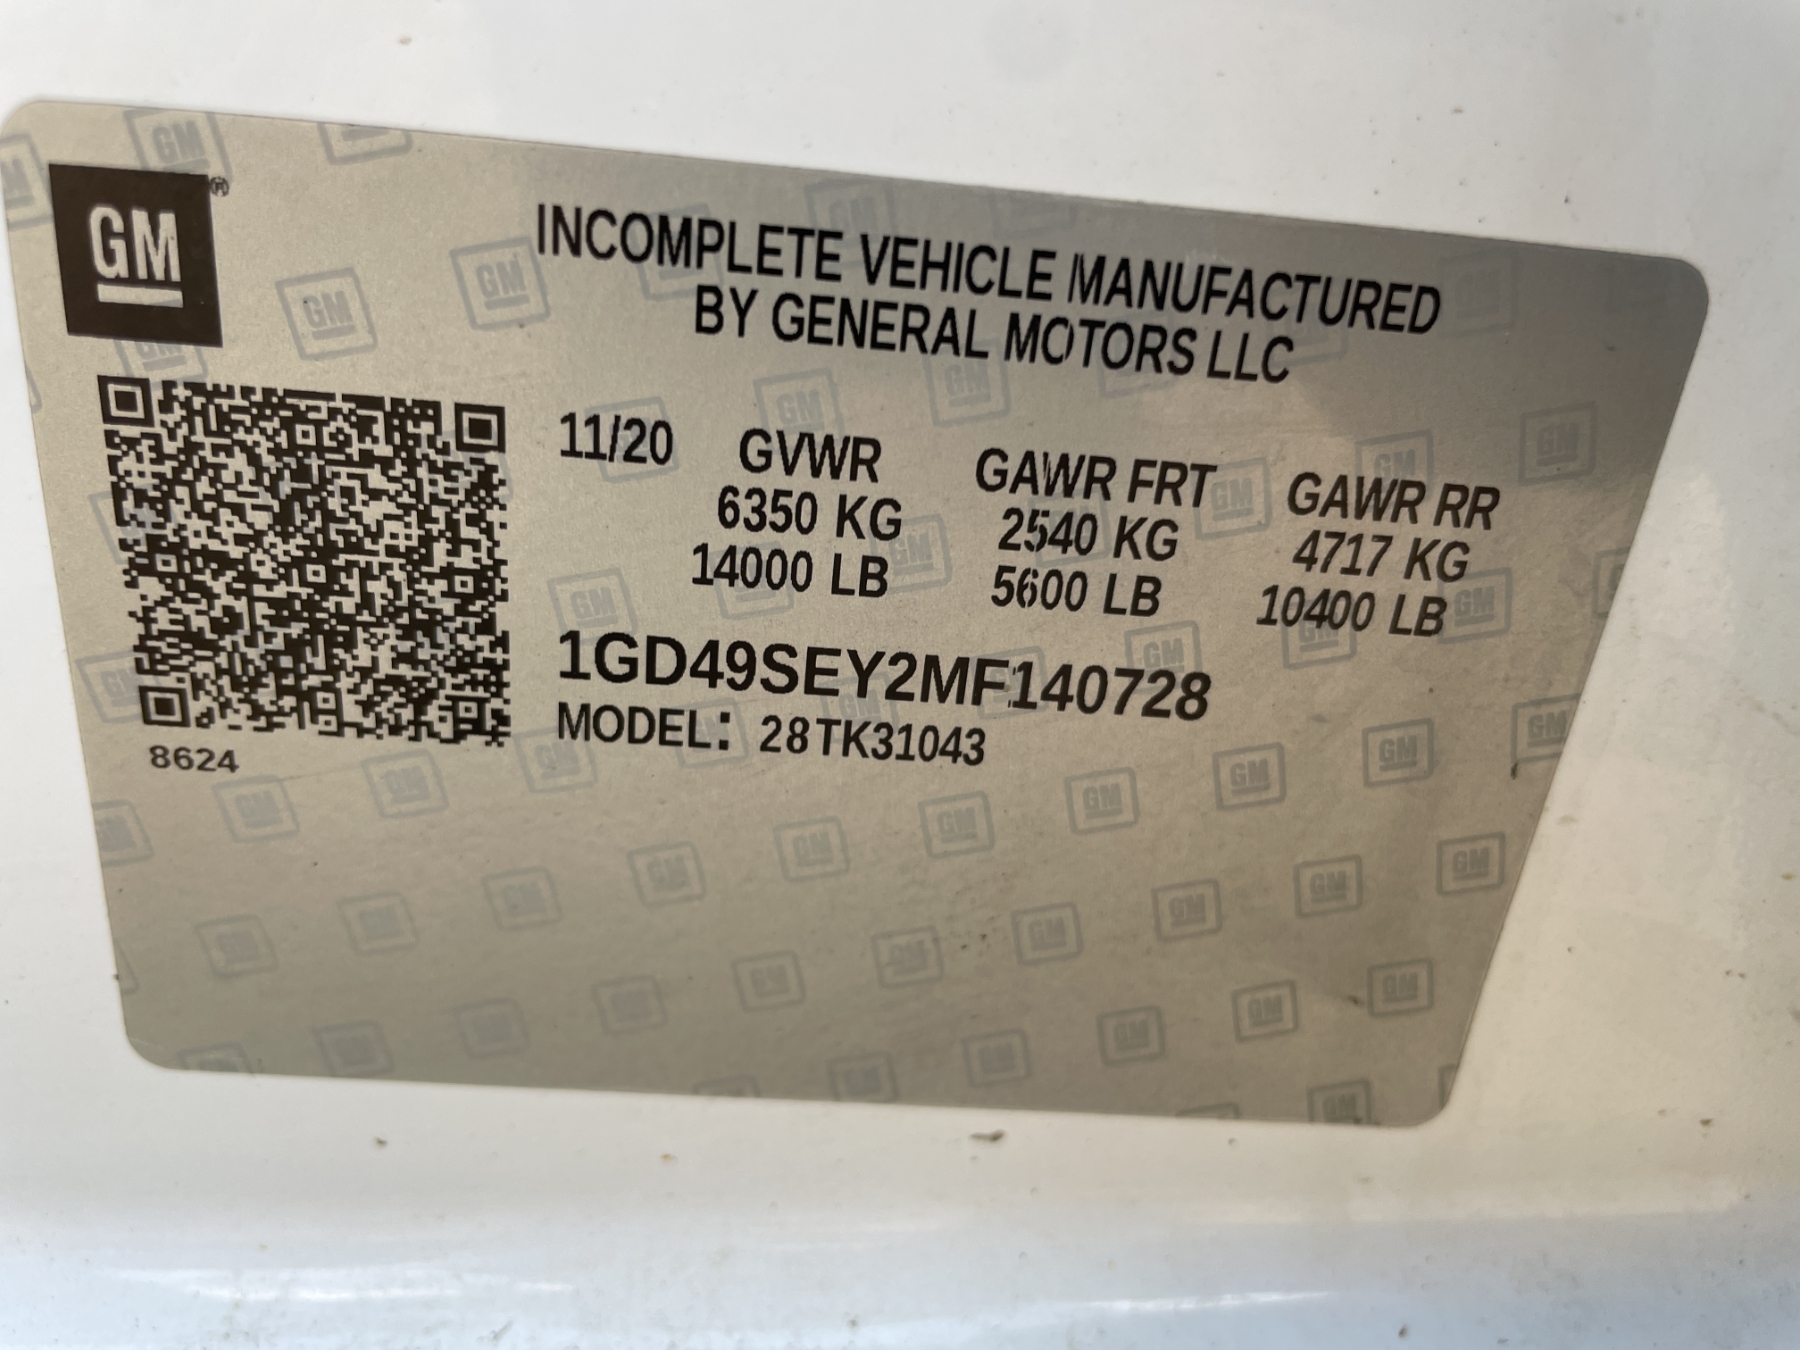 GM®
INCOMPLETE VEHICLE MANUFACTURED
BY GENERAL MOTORS LLC
11/20 GVWR GAWR FRT GAWR RR
6350 KG 2540 KG 4717 KG
14000 LB 5600 LB 10400 LB
1GD49SEY2MF140728
MODEL: 28TK31043
8624